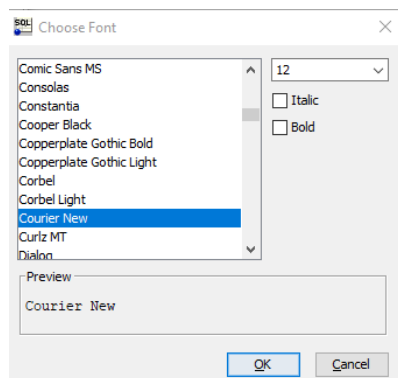 SQL Choose Font
Comic Sans MS
Consolas
Constantia
Cooper Black
Copperplate Gothic Bold
Copperplate Gothic Light
Corbel
Corbel Light
Courier New
Curlz MT
Dialog
12
Italic
Bold
Preview
Courier New
OK
Cancel